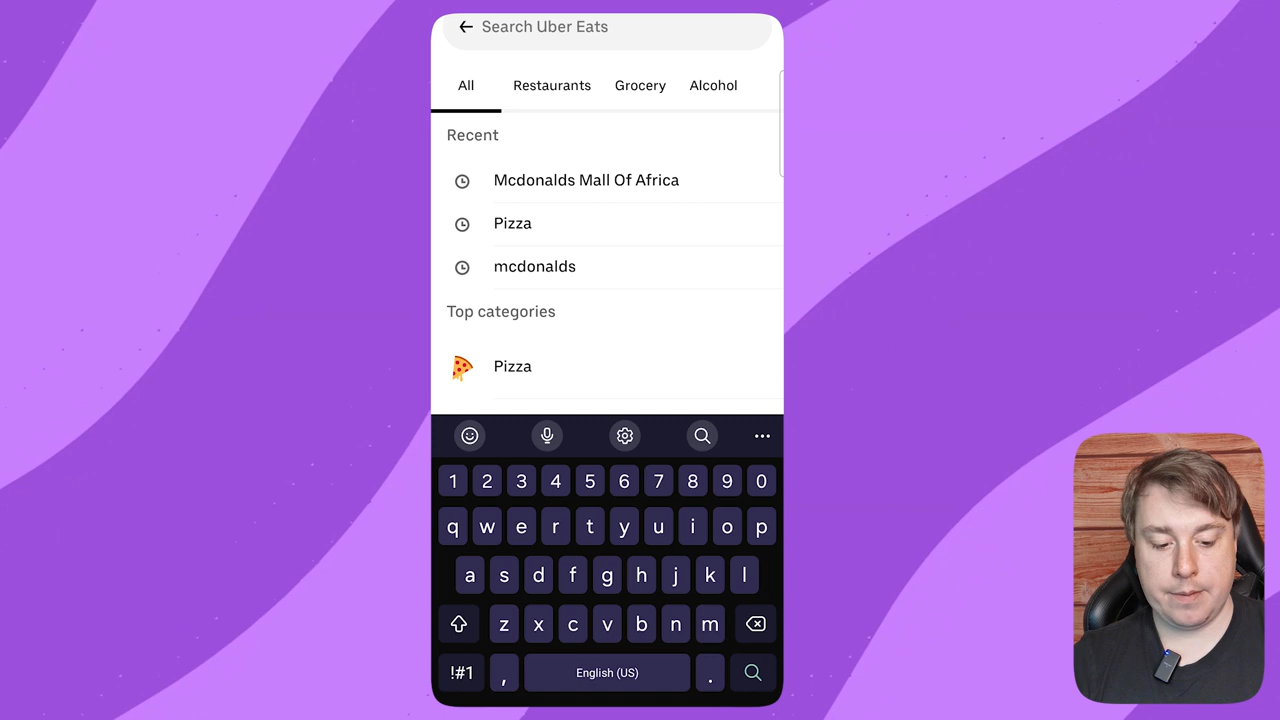 Search Uber Eats
All Restaurants Grocery Alcohol
Recent
Mcdonalds Mall Of Africa
Pizza
mcdonalds
Top categories
Pizza
1 2 3 4 5 6 7 8 9 0
q w e r t y u i o p
a s d f g h j k l
z x c v b n m
!#1 , English (US) .